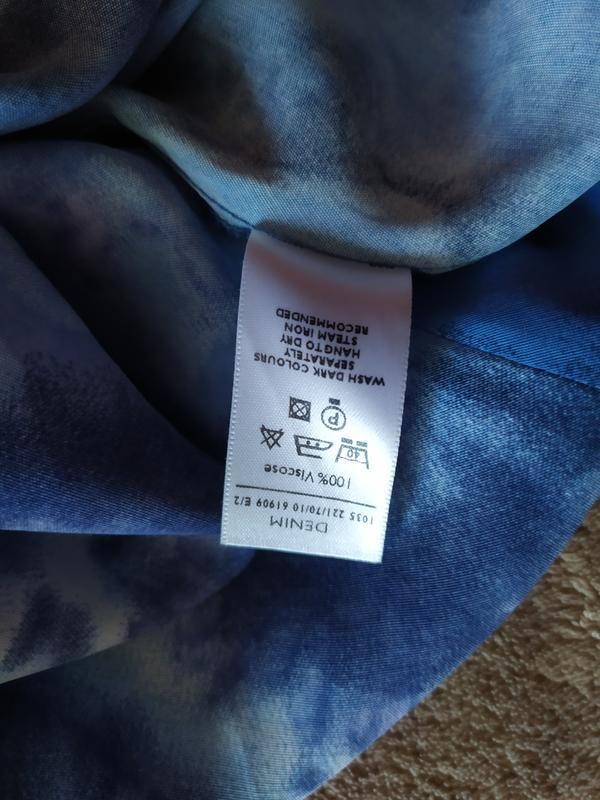 DENIM
1035 221/70/10 61909 E/2
100% Viscose
40
P
WASH DARK COLOURS
SEPARATELY
HANG TO DRY
STEAM IRON
RECOMMENDED